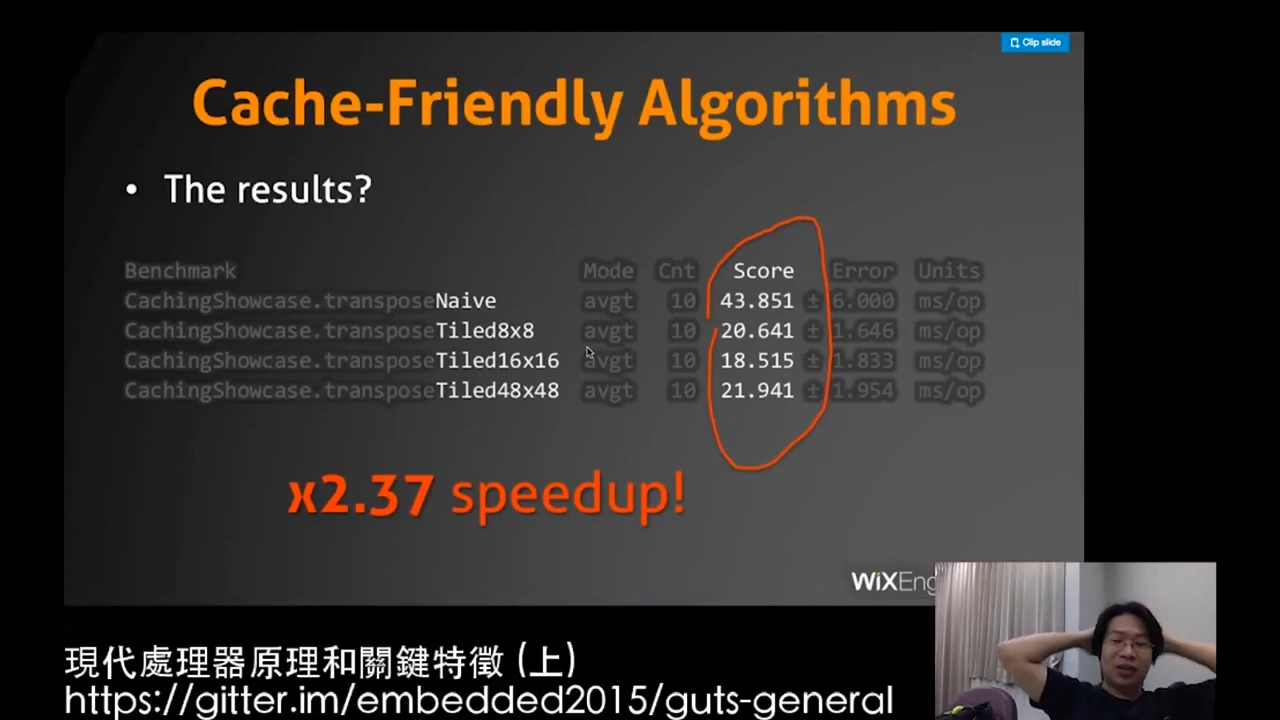 Clip slide
Cache-Friendly Algorithms
• The results?
Benchmark Mode Cnt Score Error Units
CachingShowcase.transposeNaive avgt 10 43.851 ± 6.000 ms/op
CachingShowcase.transposeTiled8x8 avgt 10 20.641 ± 1.646 ms/op
CachingShowcase.transposeTiled16x16 avgt 10 18.515 ± 1.833 ms/op
CachingShowcase.transposeTiled48x48 avgt 10 21.941 ± 1.954 ms/op
x2.37 speedup!
WiXEng
現代處理器原理和關鍵特徵 (上)
https://gitter.im/embedded2015/guts-general